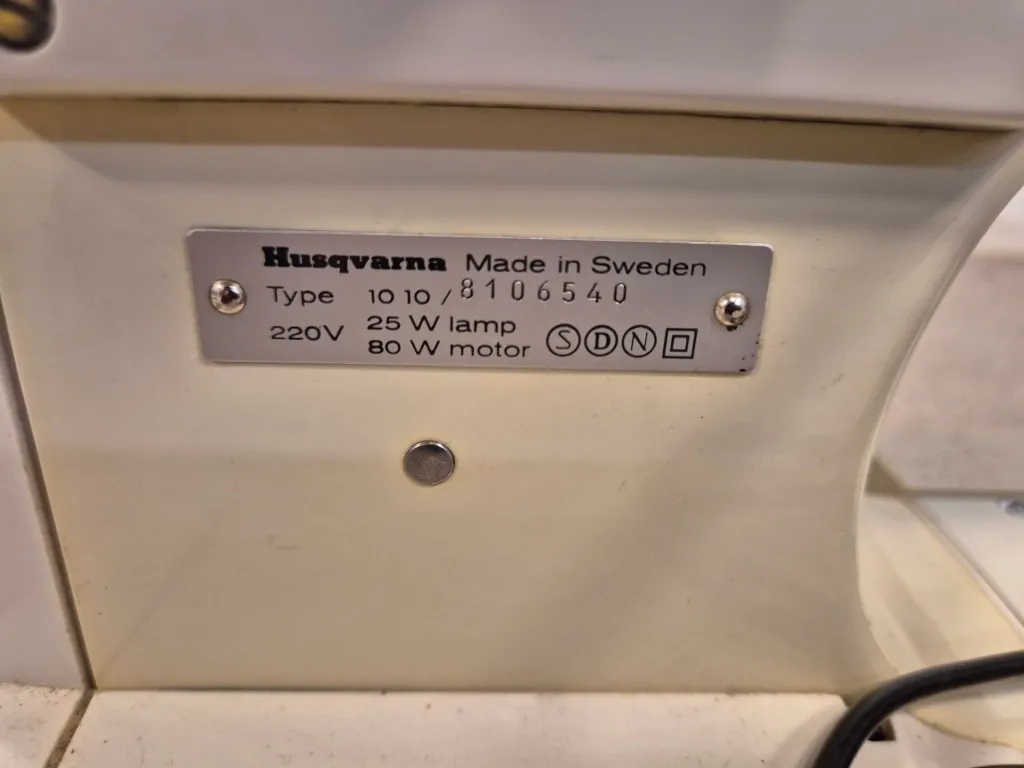 Husqvarna Made in Sweden
Type 10 10 / 8106540
220V 25 W lamp
80 W motor S D N